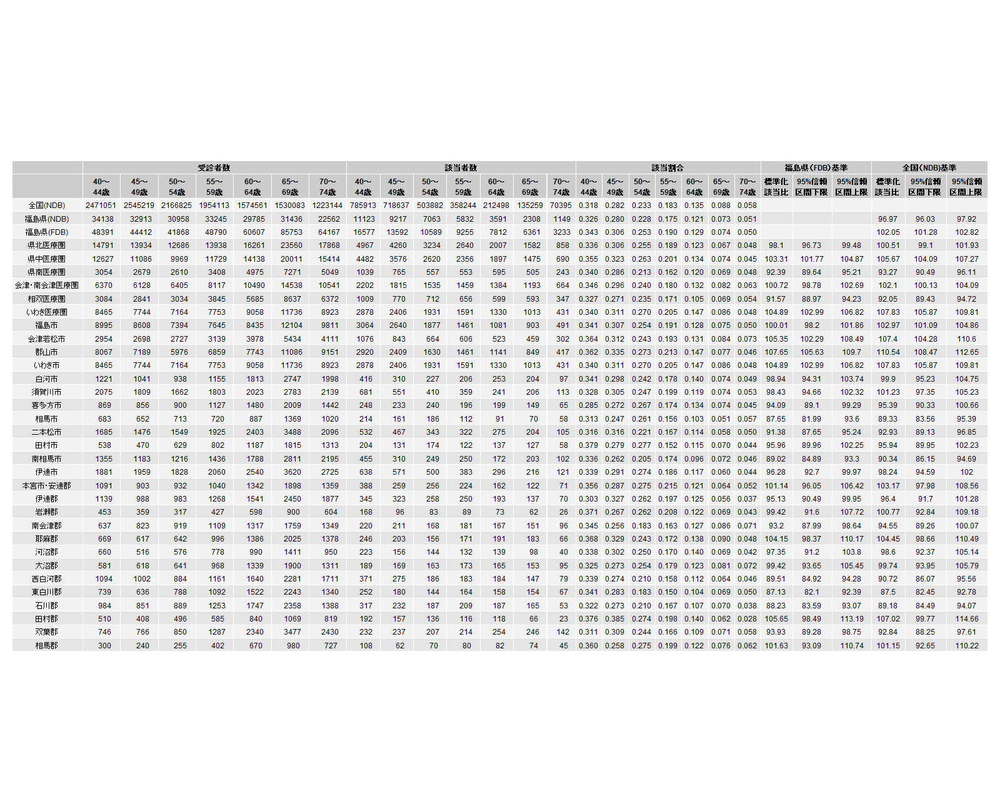 受診者数 該当者数 該当割合 福島県(FDB)基準 全国(NDB)基準
40～ 45～ 50～ 55～ 60～ 65～ 70～ 40～ 45～ 50～ 55～ 60～ 65～ 70～ 40～ 45～ 50～ 55～ 60～ 65～ 70～ 標準化 95%信頼 95%信頼 標準化 95%信頼 95%信頼
44歳 49歳 54歳 59歳 64歳 69歳 74歳 44歳 49歳 54歳 59歳 64歳 69歳 74歳 44歳 49歳 54歳 59歳 64歳 69歳 74歳 該当比 区間下限 区間上限 該当比 区間下限 区間上限
全国(NDB) 2471051 2545219 2166825 1954113 1574561 1530083 1223144 785913 718637 503882 358244 212498 135259 70395 0.318 0.282 0.233 0.183 0.135 0.088 0.058
福島県(NDB) 34138 32913 30958 33245 29785 31436 22562 11123 9217 7063 5832 3591 2308 1149 0.326 0.280 0.228 0.175 0.121 0.073 0.051 96.97 96.03 97.92
福島県(FDB) 48391 44412 41868 48790 60607 85753 64167 16577 13592 10589 9255 7812 6361 3233 0.343 0.306 0.253 0.190 0.129 0.074 0.050 102.05 101.28 102.82
県北医療圏 14791 13934 12686 13938 16261 23560 17868 4967 4260 3234 2640 2007 1582 858 0.336 0.306 0.255 0.189 0.123 0.067 0.048 98.1 96.73 99.48 100.51 99.1 101.93
県中医療圏 12627 11086 9969 11729 14138 20011 15414 4482 3576 2620 2356 1897 1475 690 0.355 0.323 0.263 0.201 0.134 0.074 0.045 103.31 101.77 104.87 105.67 104.09 107.27
県南医療圏 3054 2679 2610 3408 4975 7271 5049 1039 765 557 553 595 505 243 0.340 0.286 0.213 0.162 0.120 0.069 0.048 92.39 89.64 95.21 93.27 90.49 96.11
会津・南会津医療圏 6370 6128 6405 8117 10490 14538 10541 2202 1815 1535 1459 1384 1193 664 0.346 0.296 0.240 0.180 0.132 0.082 0.063 100.72 98.78 102.69 102.1 100.13 104.09
相双医療圏 3084 2841 3034 3845 5685 8637 6372 1009 770 712 656 599 593 347 0.327 0.271 0.235 0.171 0.105 0.069 0.054 91.57 88.97 94.23 92.05 89.43 94.72
いわき医療圏 8465 7744 7164 7753 9058 11736 8923 2878 2406 1931 1591 1330 1013 431 0.340 0.311 0.270 0.205 0.147 0.086 0.048 104.89 102.99 106.82 107.83 105.87 109.81
福島市 8995 8608 7394 7645 8435 12104 9811 3064 2640 1877 1461 1081 903 491 0.341 0.307 0.254 0.191 0.128 0.075 0.050 100.01 98.2 101.86 102.97 101.09 104.86
会津若松市 2954 2698 2727 3139 3978 5434 4111 1076 843 664 606 523 459 302 0.364 0.312 0.243 0.193 0.131 0.084 0.073 105.35 102.29 108.49 107.4 104.28 110.6
郡山市 8067 7189 5976 6859 7743 11086 9151 2920 2409 1630 1461 1141 849 417 0.362 0.335 0.273 0.213 0.147 0.077 0.046 107.65 105.63 109.7 110.54 108.47 112.65
いわき市 8465 7744 7164 7753 9058 11736 8923 2878 2406 1931 1591 1330 1013 431 0.340 0.311 0.270 0.205 0.147 0.086 0.048 104.89 102.99 106.82 107.83 105.87 109.81
白河市 1221 1041 938 1155 1813 2747 1998 416 310 227 206 253 204 97 0.341 0.298 0.242 0.178 0.140 0.074 0.049 98.94 94.31 103.74 99.9 95.23 104.75
須賀川市 2075 1809 1662 1803 2023 2783 2139 681 551 410 359 241 206 113 0.328 0.305 0.247 0.199 0.119 0.074 0.053 98.43 94.66 102.32 101.23 97.35 105.23
喜多方市 869 856 900 1127 1480 2009 1442 248 233 240 196 199 149 65 0.285 0.272 0.267 0.174 0.134 0.074 0.045 94.09 89.1 99.29 95.39 90.33 100.66
相馬市 683 652 713 720 887 1369 1020 214 161 186 112 91 70 58 0.313 0.247 0.261 0.156 0.103 0.051 0.057 87.65 81.99 93.6 89.33 83.56 95.39
二本松市 1685 1476 1549 1925 2403 3488 2096 532 467 343 322 275 204 105 0.316 0.316 0.221 0.167 0.114 0.058 0.050 91.38 87.65 95.24 92.93 89.13 96.85
田村市 538 470 629 802 1187 1815 1313 204 131 174 122 137 127 58 0.379 0.279 0.277 0.152 0.115 0.070 0.044 95.96 89.96 102.25 95.94 89.95 102.23
南相馬市 1355 1183 1216 1436 1788 2811 2195 455 310 249 250 172 203 102 0.336 0.262 0.205 0.174 0.096 0.072 0.046 89.02 84.89 93.3 90.34 86.15 94.69
伊達市 1881 1959 1828 2060 2540 3620 2725 638 571 500 383 296 216 121 0.339 0.291 0.274 0.186 0.117 0.060 0.044 96.28 92.7 99.97 98.24 94.59 102
本宮市・安達郡 1091 903 932 1040 1342 1898 1359 388 259 256 224 162 122 71 0.356 0.287 0.275 0.215 0.121 0.064 0.052 101.14 96.05 106.42 103.17 97.98 108.56
伊達郡 1139 988 983 1268 1541 2450 1877 345 323 258 250 193 137 70 0.303 0.327 0.262 0.197 0.125 0.056 0.037 95.13 90.49 99.95 96.4 91.7 101.28
岩瀬郡 453 359 317 427 598 900 604 168 96 83 89 73 62 26 0.371 0.267 0.262 0.208 0.122 0.069 0.043 99.42 91.6 107.72 100.77 92.84 109.18
南会津郡 637 823 919 1109 1317 1759 1349 220 211 168 181 167 151 96 0.345 0.256 0.183 0.163 0.127 0.086 0.071 93.2 87.99 98.64 94.55 89.26 100.07
耶麻郡 669 617 642 996 1386 2025 1378 246 203 156 171 191 183 66 0.368 0.329 0.243 0.172 0.138 0.090 0.048 104.15 98.37 110.17 104.45 98.66 110.49
河沼郡 660 516 576 778 990 1411 950 223 156 144 132 139 98 40 0.338 0.302 0.250 0.170 0.140 0.069 0.042 97.35 91.2 103.8 98.6 92.37 105.14
大沼郡 581 618 641 968 1339 1900 1311 189 169 163 173 165 153 95 0.325 0.273 0.254 0.179 0.123 0.081 0.072 99.42 93.65 105.45 99.74 93.95 105.79
西白河郡 1094 1002 884 1161 1640 2281 1711 371 275 186 183 184 147 79 0.339 0.274 0.210 0.158 0.112 0.064 0.046 89.51 84.92 94.28 90.72 86.07 95.56
東白川郡 739 636 788 1092 1522 2243 1340 252 180 144 164 158 154 67 0.341 0.283 0.183 0.150 0.104 0.069 0.050 87.13 82.1 92.39 87.5 82.45 92.78
石川郡 984 851 889 1253 1747 2358 1388 317 232 187 209 187 165 53 0.322 0.273 0.210 0.167 0.107 0.070 0.038 88.23 83.59 93.07 89.18 84.49 94.07
田村郡 510 408 496 585 840 1069 819 192 157 136 116 118 66 23 0.376 0.385 0.274 0.198 0.140 0.062 0.028 105.65 98.49 113.19 107.02 99.77 114.66
双葉郡 746 766 850 1287 2340 3477 2430 232 237 207 214 254 246 142 0.311 0.309 0.244 0.166 0.109 0.071 0.058 93.93 89.28 98.75 92.84 88.25 97.61
相馬郡 300 240 255 402 670 980 727 108 62 70 80 82 74 45 0.360 0.258 0.275 0.199 0.122 0.076 0.062 101.63 93.09 110.74 101.15 92.65 110.22